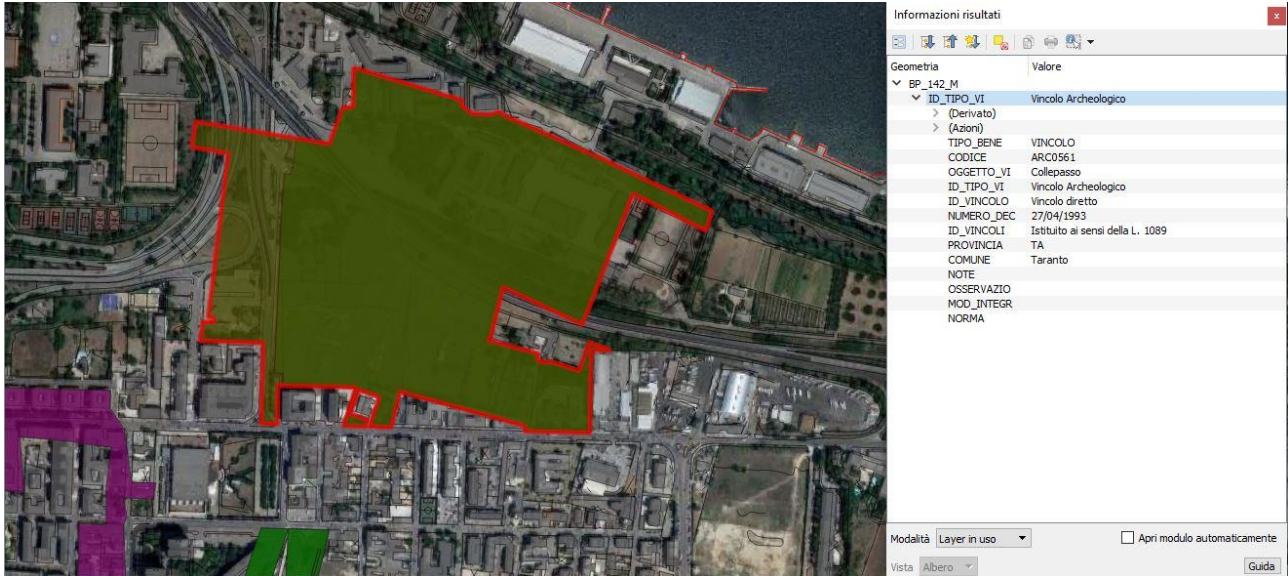 Informazioni risultati
Geometria Valore
BP_142_M
ID_TIPO_VI Vincolo Archeologico
(Derivato)
(Azioni)
TIPO_BENE VINCOLO
CODICE ARC0561
OGGETTO_VI Collepasso
ID_TIPO_VI Vincolo Archeologico
ID_VINCOLO Vincolo diretto
NUMERO_DEC 27/04/1993
ID_VINCOLI Istituito ai sensi della L. 1089
PROVINCIA TA
COMUNE Taranto
NOTE
OSSERVAZIO
MOD_INTEGR
NORMA
Modalità Layer in uso Apri modulo automaticamente
Vista Albero Guida